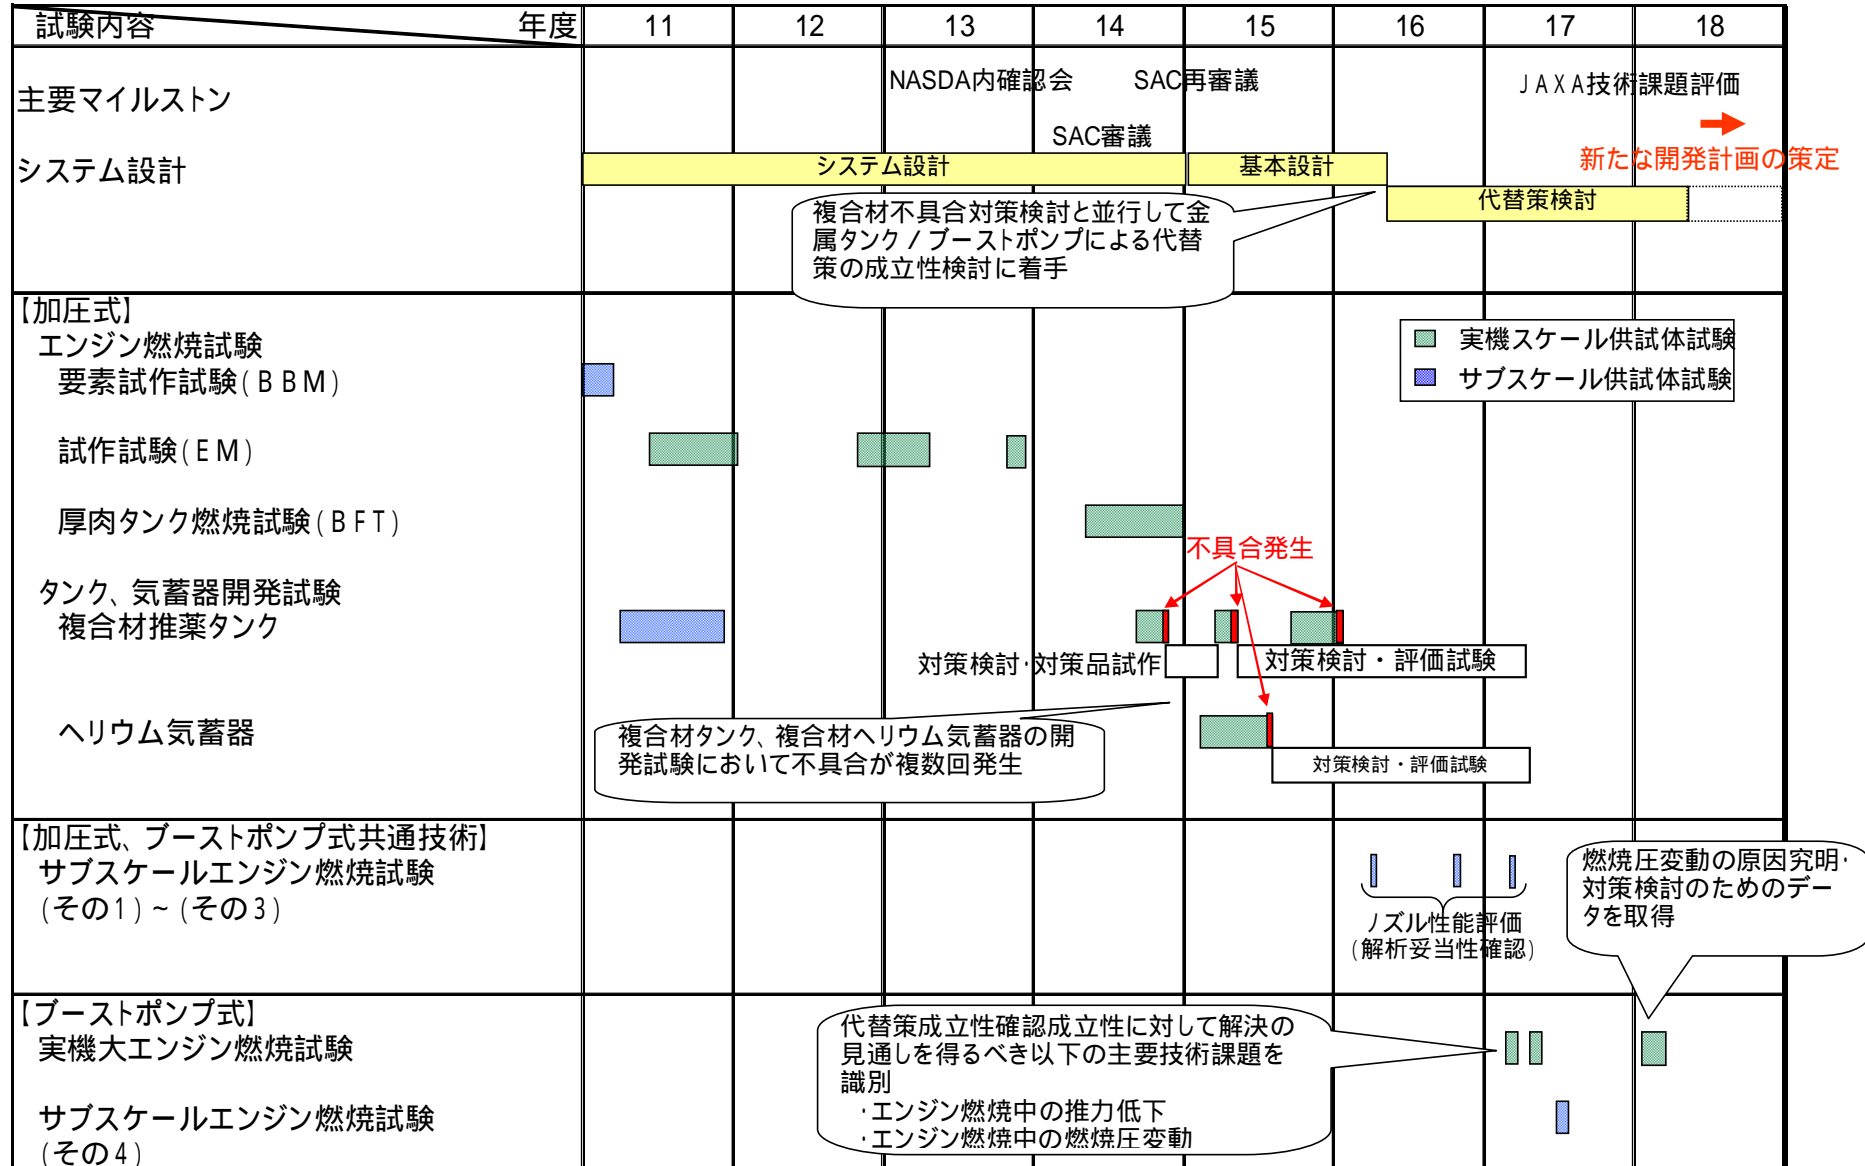 試験内容 年度 11 12 13 14 15 16 17 18
主要マイルストン
NASDA内確認会 SAC再審議 JAXA技術課題評価
SAC審議
システム設計
システム設計 基本設計
新たな開発計画の策定
代替策検討
複合材不具合対策検討と並行して金
属タンク/ブーストポンプによる代替
策の成立性検討に着手
【加圧式】
エンジン燃焼試験
要素試作試験(BBM)
実機スケール供試体試験
サブスケール供試体試験
試作試験(EM)
厚肉タンク燃焼試験(BFT)
不具合発生
タンク、気蓄器開発試験
複合材推薬タンク
対策検討・対策品試作
対策検討・評価試験
ヘリウム気蓄器
複合材タンク、複合材ヘリウム気蓄器の開
発試験において不具合が複数回発生
対策検討・評価試験
【加圧式、ブーストポンプ式共通技術】
サブスケールエンジン燃焼試験
(その1)~(その3)
ノズル性能評価
(解析妥当性確認)
燃焼圧変動の原因究明・
対策検討のためのデー
タを取得
【ブーストポンプ式】
実機大エンジン燃焼試験
代替策成立性確認成立性に対して解決の
見通しを得るべき以下の主要技術課題を
識別
・エンジン燃焼中の推力低下
・エンジン燃焼中の燃焼圧変動
サブスケールエンジン燃焼試験
(その4)